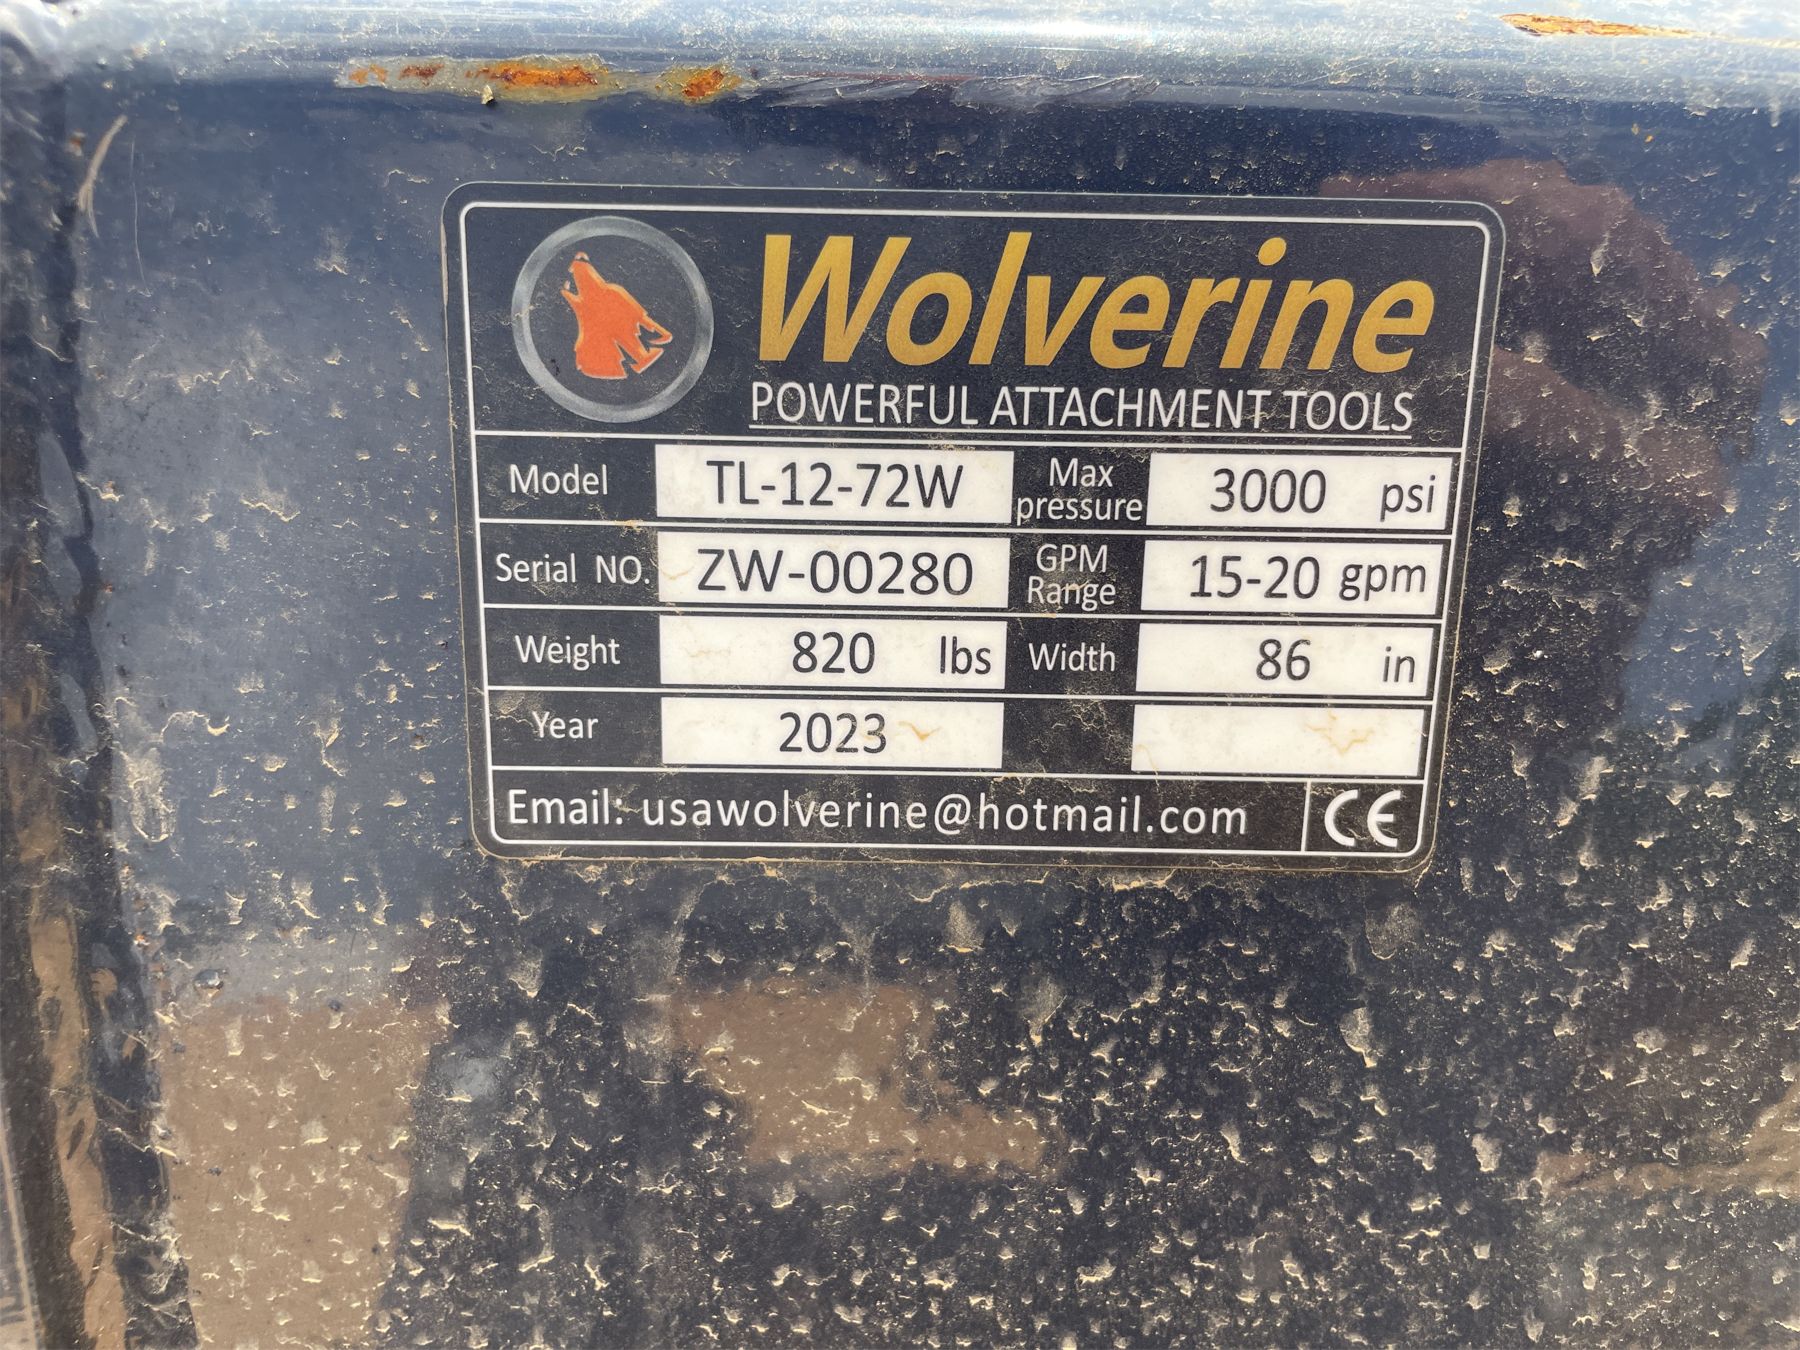 Wolverine
POWERFUL ATTACHMENT TOOLS
Model TL-12-72W Max pressure 3000 psi
Serial NO. ZW-00280 GPM Range 15-20 gpm
Weight 820 lbs Width 86 in
Year 2023
Email: usawolverine@hotmail.com CE